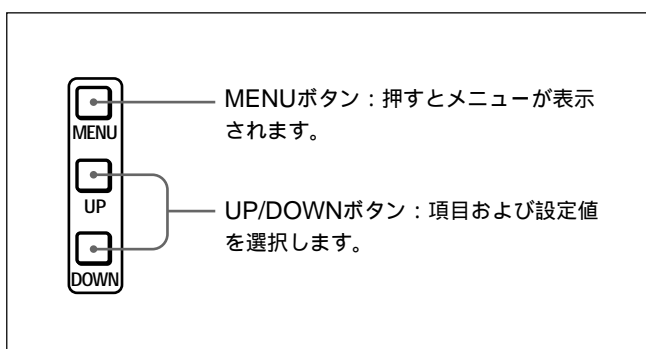 MENU
UP
DOWN
MENUボタン：押すとメニューが表示
されます。
UP/DOWNボタン：項目および設定値
を選択します。